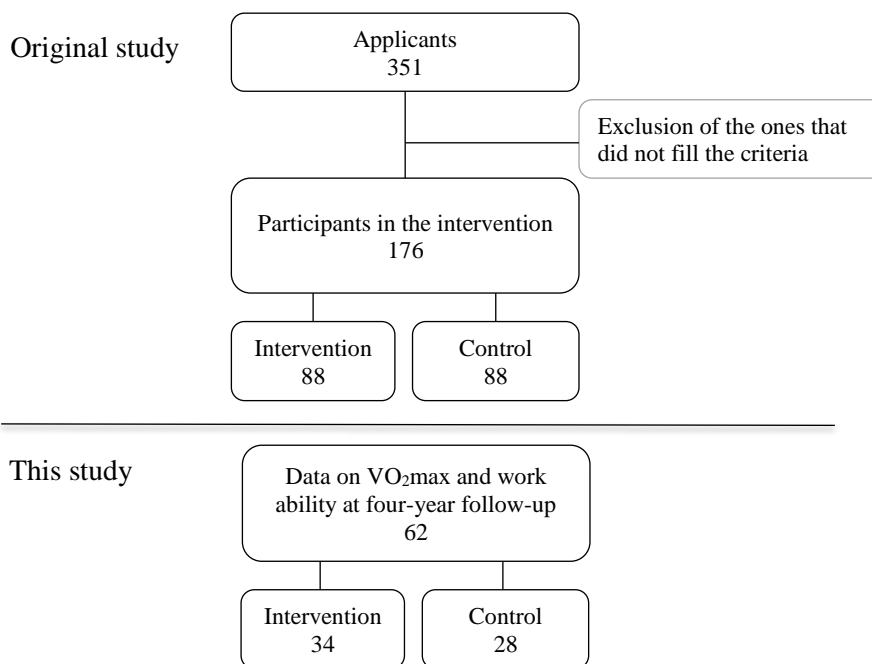 Original study
Applicants
351
Exclusion of the ones that
did not fill the criteria
Participants in the intervention
176
Intervention
88
Control
88
This study
Data on VO₂max and work
ability at four-year follow-up
62
Intervention
34
Control
28